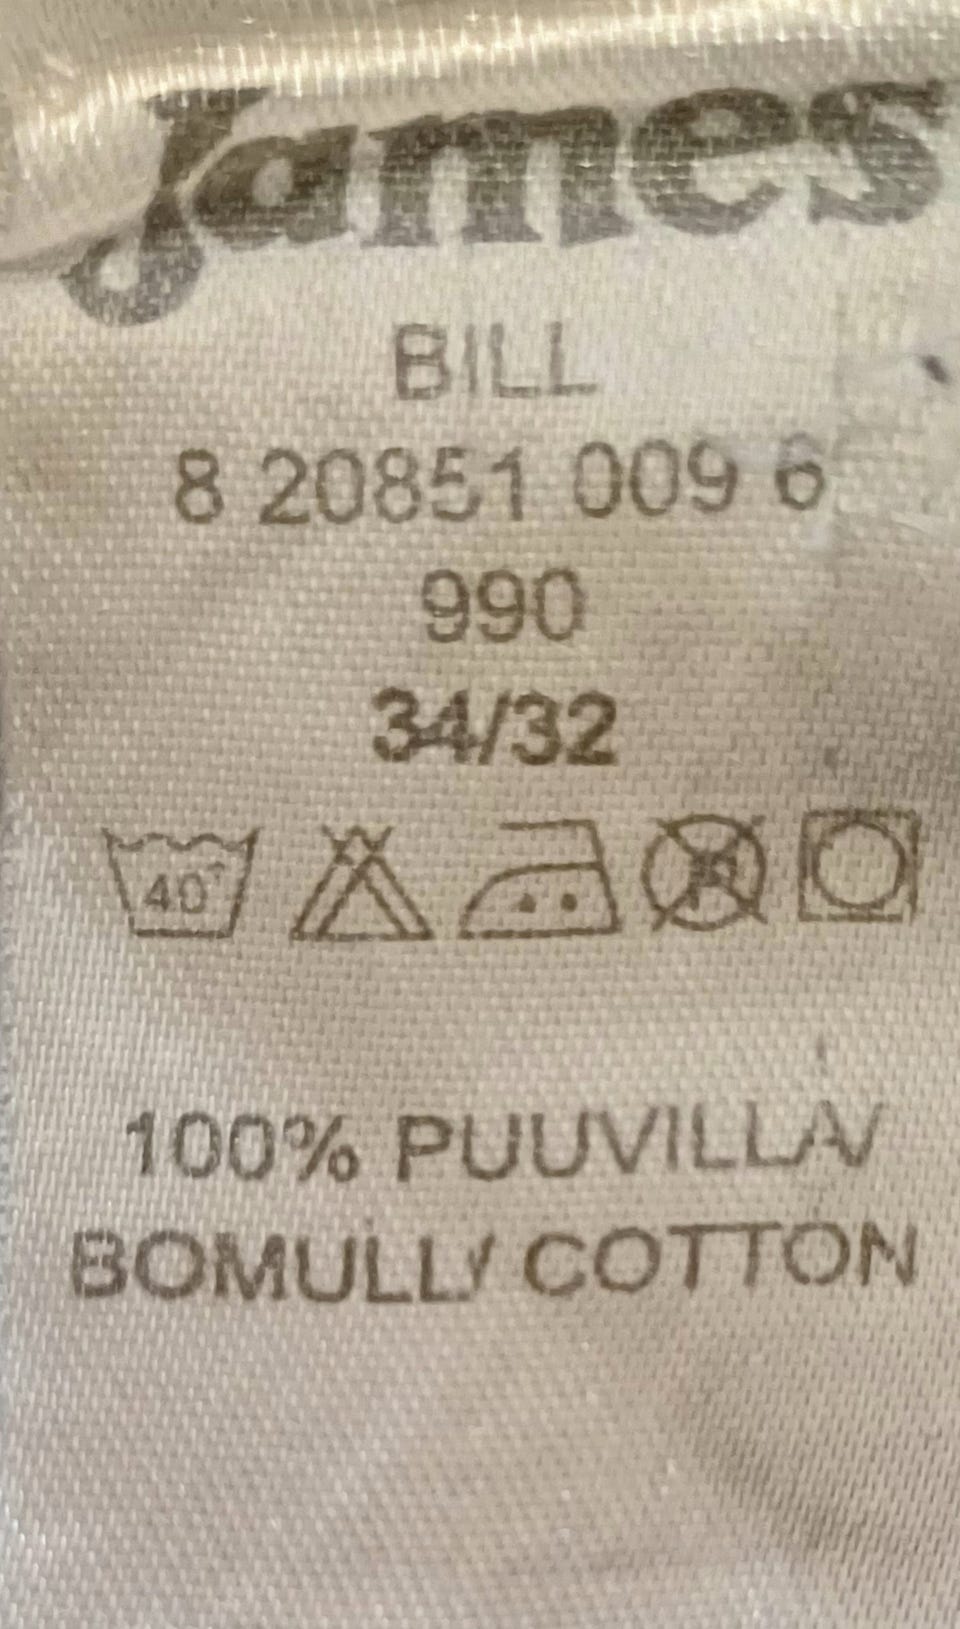 James
BILL
8 20851 009 6
990
34/32
40°
P
100% PUUVILLA/
BOMULL/ COTTON